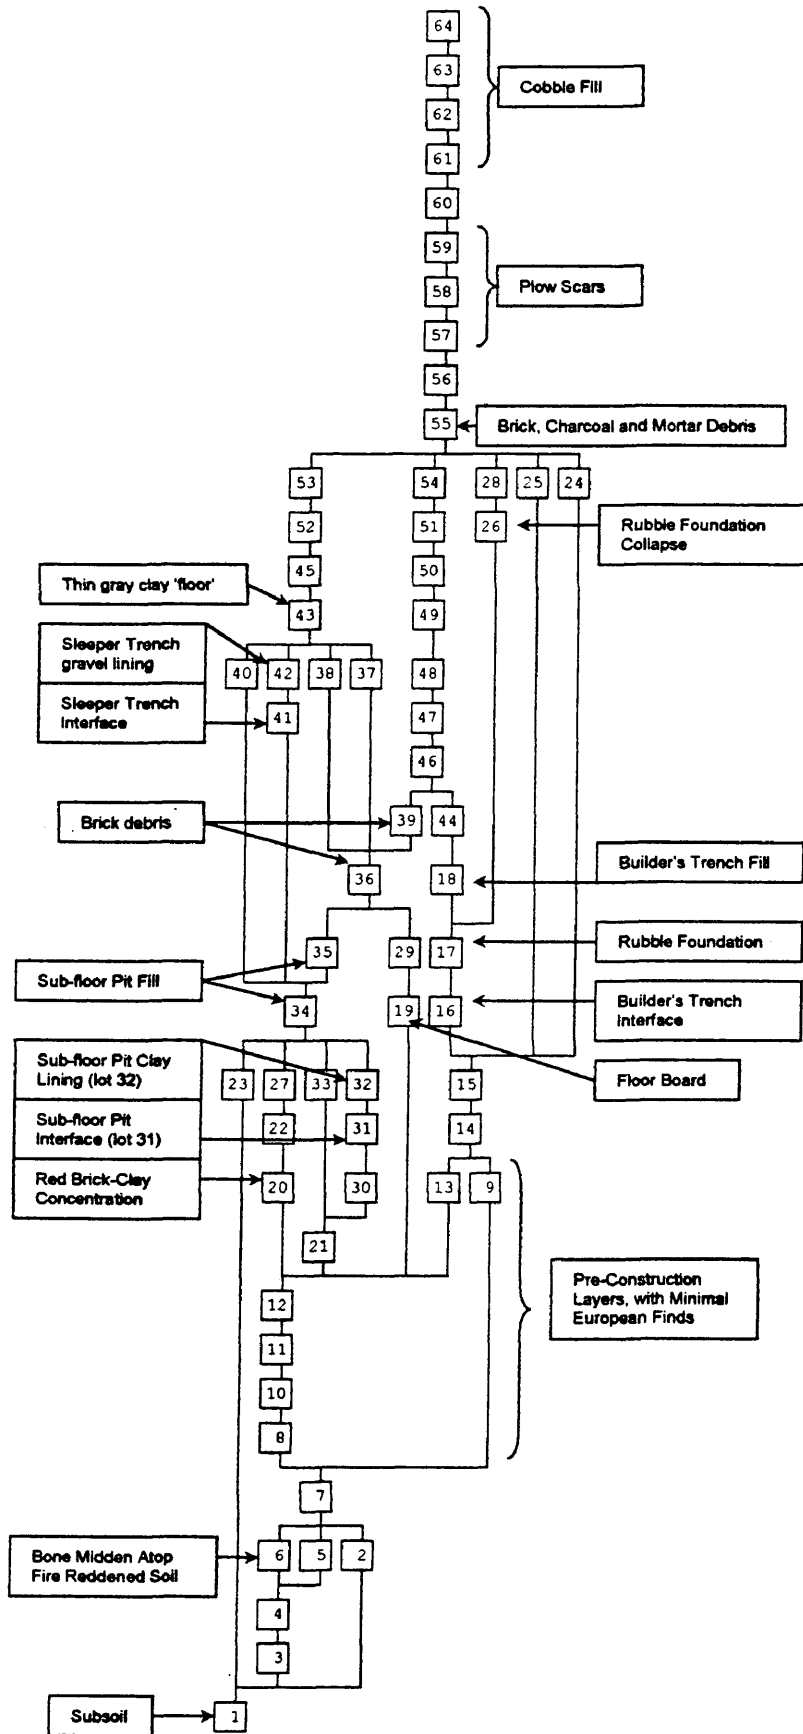 64
63
Cobble Fill
62
61
60
59
58
Plow Scars
57
56
55
Brick, Charcoal and Mortar Debris
53
54
28
25
24
52
51
26
Rubble Foundation
Collapse
45
50
Thin gray clay 'floor'
43
49
Sleeper Trench
gravel lining
40
42
38
37
48
Sleeper Trench
Interface
41
47
46
Brick debris
39
44
36
18
Builder's Trench Fill
35
29
17
Rubble Foundation
Sub-floor Pit Fill
34
19
16
Builder's Trench
Interface
Sub-floor Pit Clay
Lining (lot 32)
23
27
33
32
15
Floor Board
Sub-floor Pit
Interface (lot 31)
22
31
14
Red Brick-Clay
Concentration
20
30
13
9
21
12
Pre-Construction
Layers, with Minimal
European Finds
11
10
8
7
Bone Midden Atop
Fire Reddened Soil
6
5
2
4
3
Subsoil
1